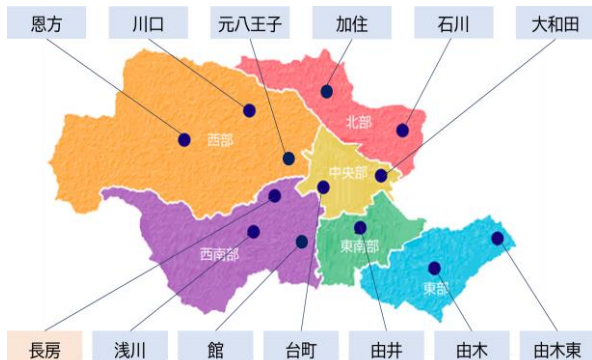 恩方
川口
元八王子
加住
石川
大和田
北部
西部
中央部
西南部
東南部
東部
長房
浅川
館
台町
由井
由木
由木東